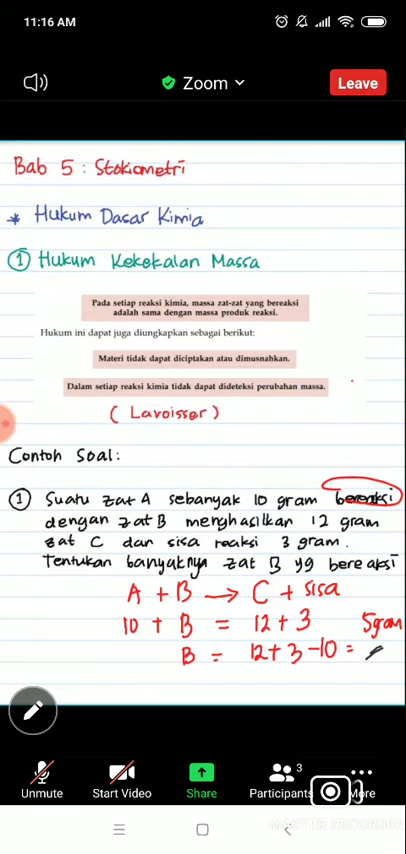 11:16 AM
Zoom
Leave
Bab 5 : Stokiometri
* Hukum Dasar Kimia
① Hukum Kekekalan Massa
Pada setiap reaksi kimia, massa zat-zat yang bereaksi
adalah sama dengan massa produk reaksi.
Hukum ini dapat juga diungkapkan sebagai berikut:
Materi tidak dapat diciptakan atau dimusnahkan.
Dalam setiap reaksi kimia tidak dapat dideteksi perubahan massa.
( Lavoisser )
Contoh Soal :
① Suatu zat A sebanyak 10 gram bereaksi
dengan zat B menghasilkan 12 gram
zat C dan sisa reaksi 3 gram.
Tentukan banyaknya zat B yg bereaksi
A + B → C + sisa
10 + B = 12 + 3
5 gram
B = 12 + 3 - 10 =
Unmute
Start Video
Share
Participants
3
More
MASTER RECORDER